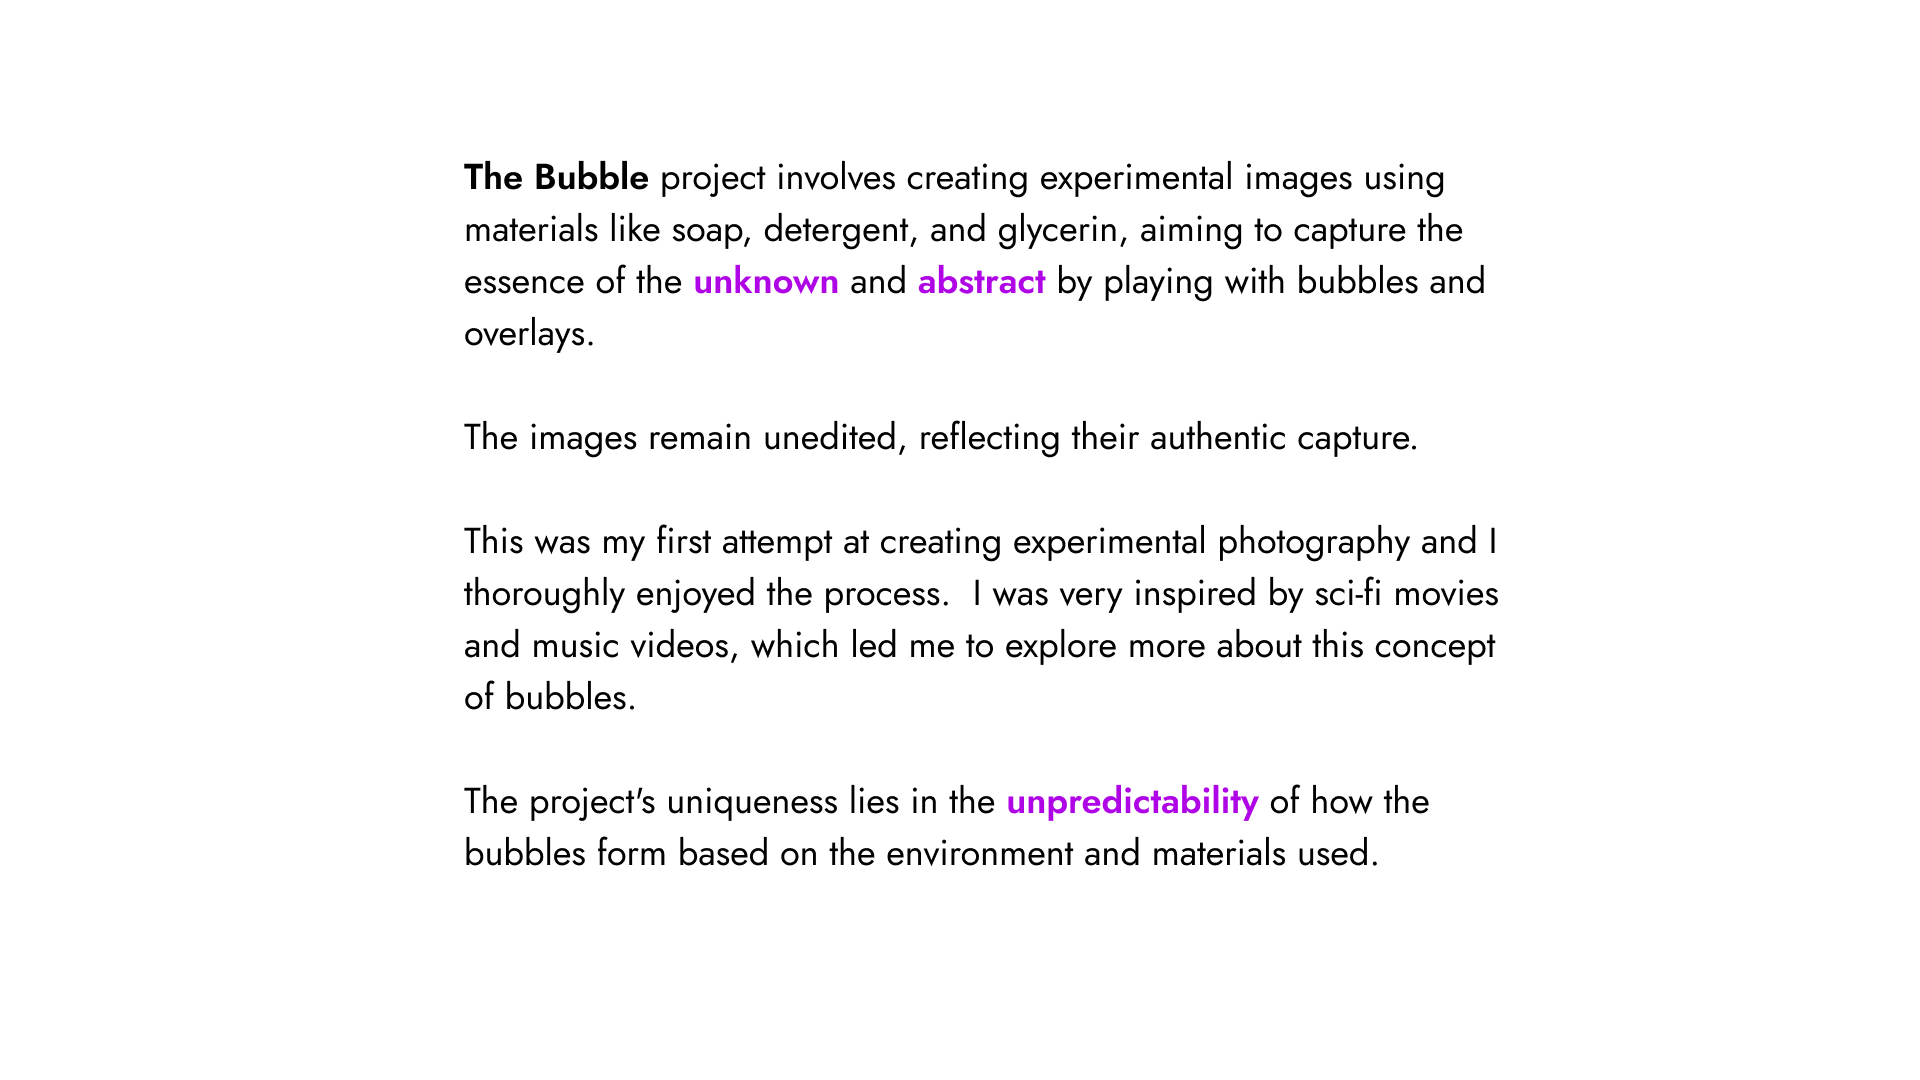 The Bubble project involves creating experimental images using
materials like soap, detergent, and glycerin, aiming to capture the
essence of the unknown and abstract by playing with bubbles and
overlays.
The images remain unedited, reflecting their authentic capture.
This was my first attempt at creating experimental photography and I
thoroughly enjoyed the process.  I was very inspired by sci-fi movies
and music videos, which led me to explore more about this concept
of bubbles.
The project's uniqueness lies in the unpredictability of how the
bubbles form based on the environment and materials used.